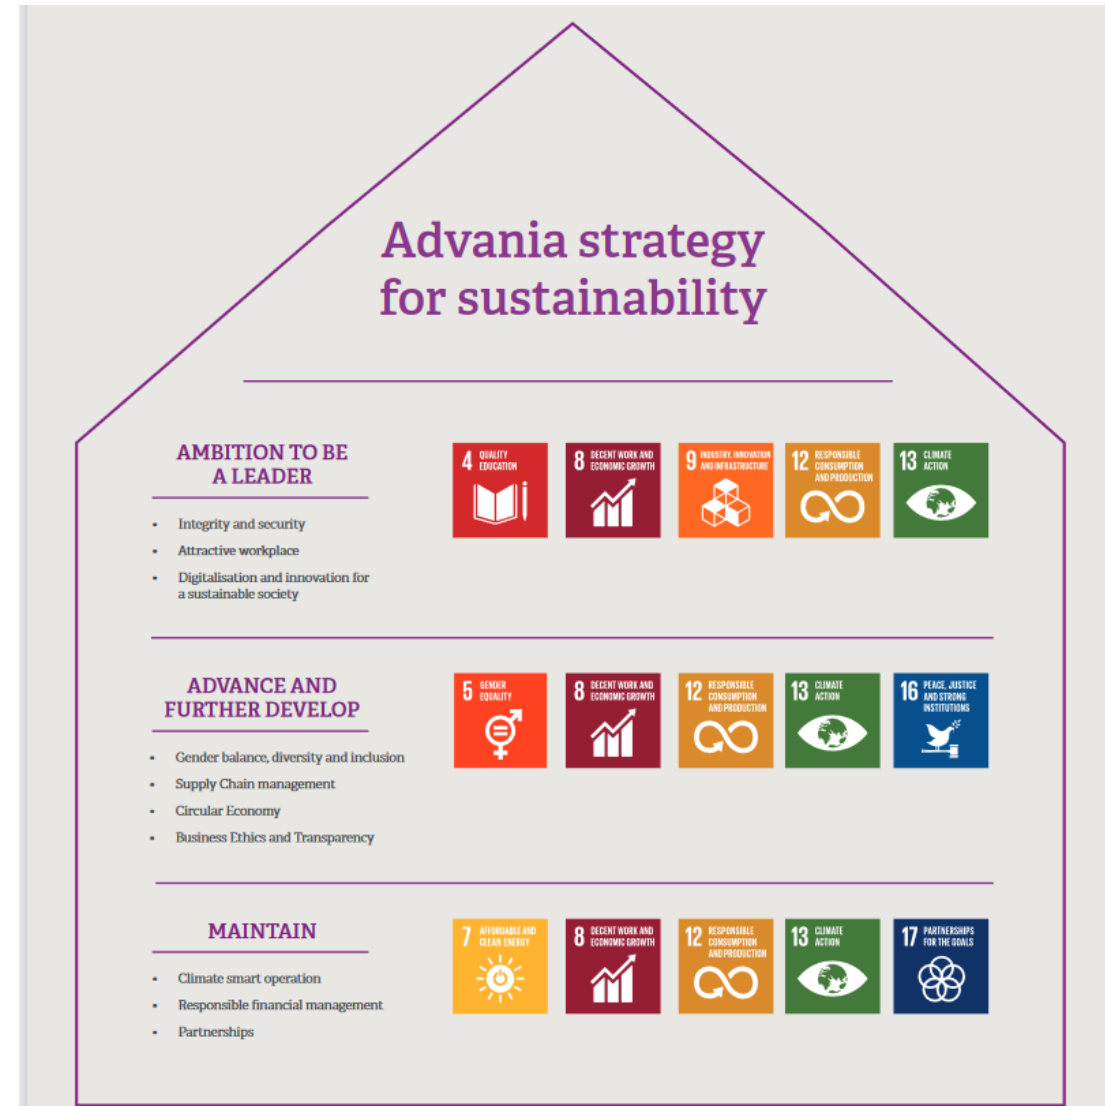 Advania strategy
for sustainability
AMBITION TO BE
A LEADER
• Integrity and security
• Attractive workplace
• Digitalisation and innovation for
a sustainable society
4 QUALITY
EDUCATION
8 DECENT WORK AND
ECONOMIC GROWTH
9 INDUSTRY, INNOVATION
AND INFRASTRUCTURE
12 RESPONSIBLE
CONSUMPTION
AND PRODUCTION
13 CLIMATE
ACTION
ADVANCE AND
FURTHER DEVELOP
• Gender balance, diversity and inclusion
• Supply Chain management
• Circular Economy
• Business Ethics and Transparency
5 GENDER
EQUALITY
8 DECENT WORK AND
ECONOMIC GROWTH
12 RESPONSIBLE
CONSUMPTION
AND PRODUCTION
13 CLIMATE
ACTION
16 PEACE, JUSTICE
AND STRONG
INSTITUTIONS
MAINTAIN
• Climate smart operation
• Responsible financial management
• Partnerships
7 AFFORDABLE AND
CLEAN ENERGY
8 DECENT WORK AND
ECONOMIC GROWTH
12 RESPONSIBLE
CONSUMPTION
AND PRODUCTION
13 CLIMATE
ACTION
17 PARTNERSHIPS
FOR THE GOALS